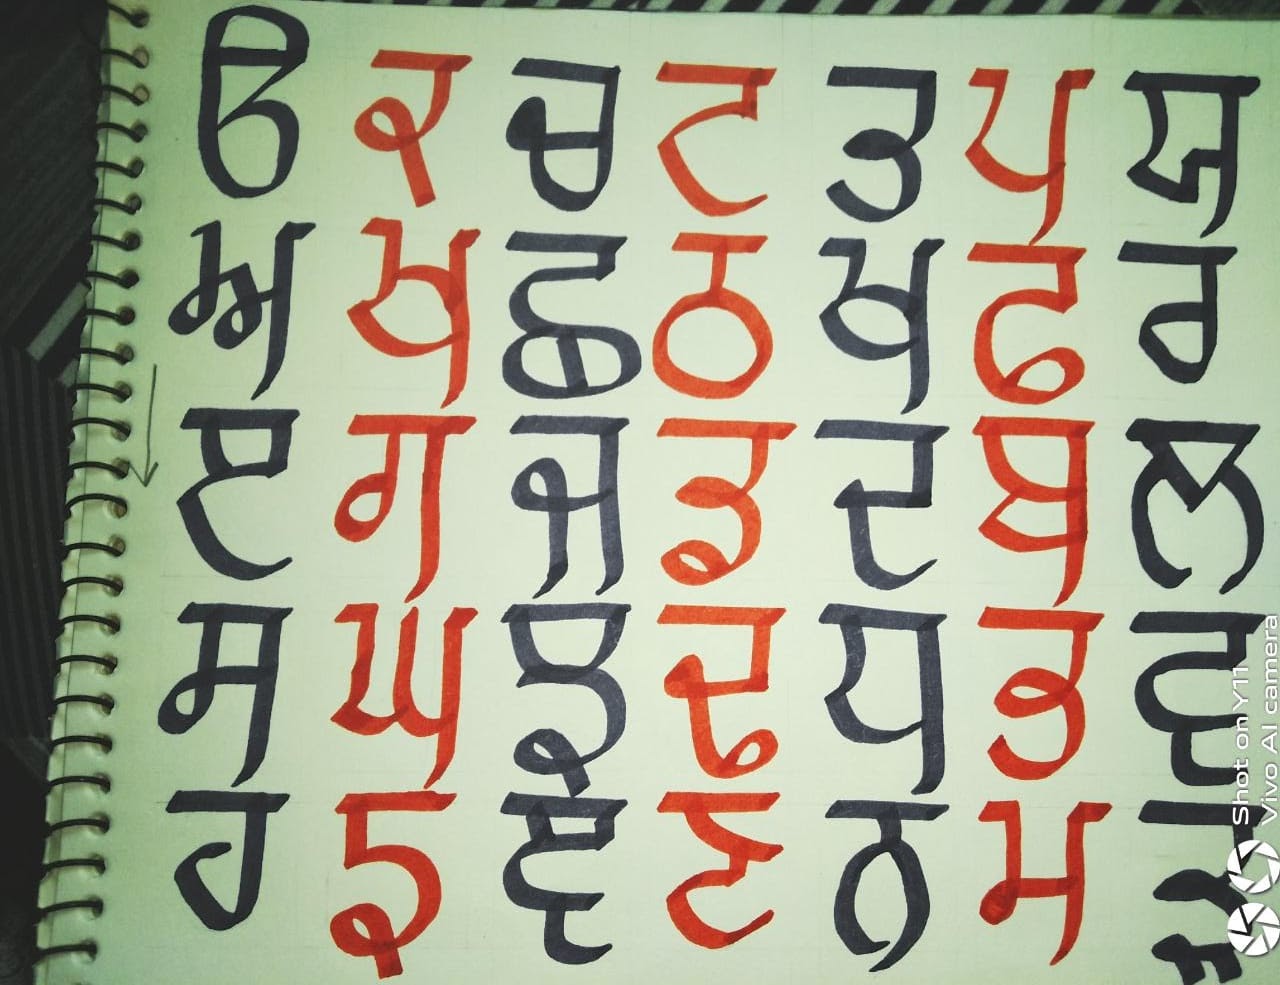 ੳ ਅ ੲ ਸ ਹ
ਕ ਖ ਗ ਘ ਙ
ਚ ਛ ਜ ਝ ਞ
ਟ ਠ ਡ ਢ ਣ
ਤ ਥ ਦ ਧ ਨ
ਪ ਫ ਬ ਭ ਮ
ਯ ਰ ਲ ਵ ੜ
Shot on Y11
Vivo AI camera